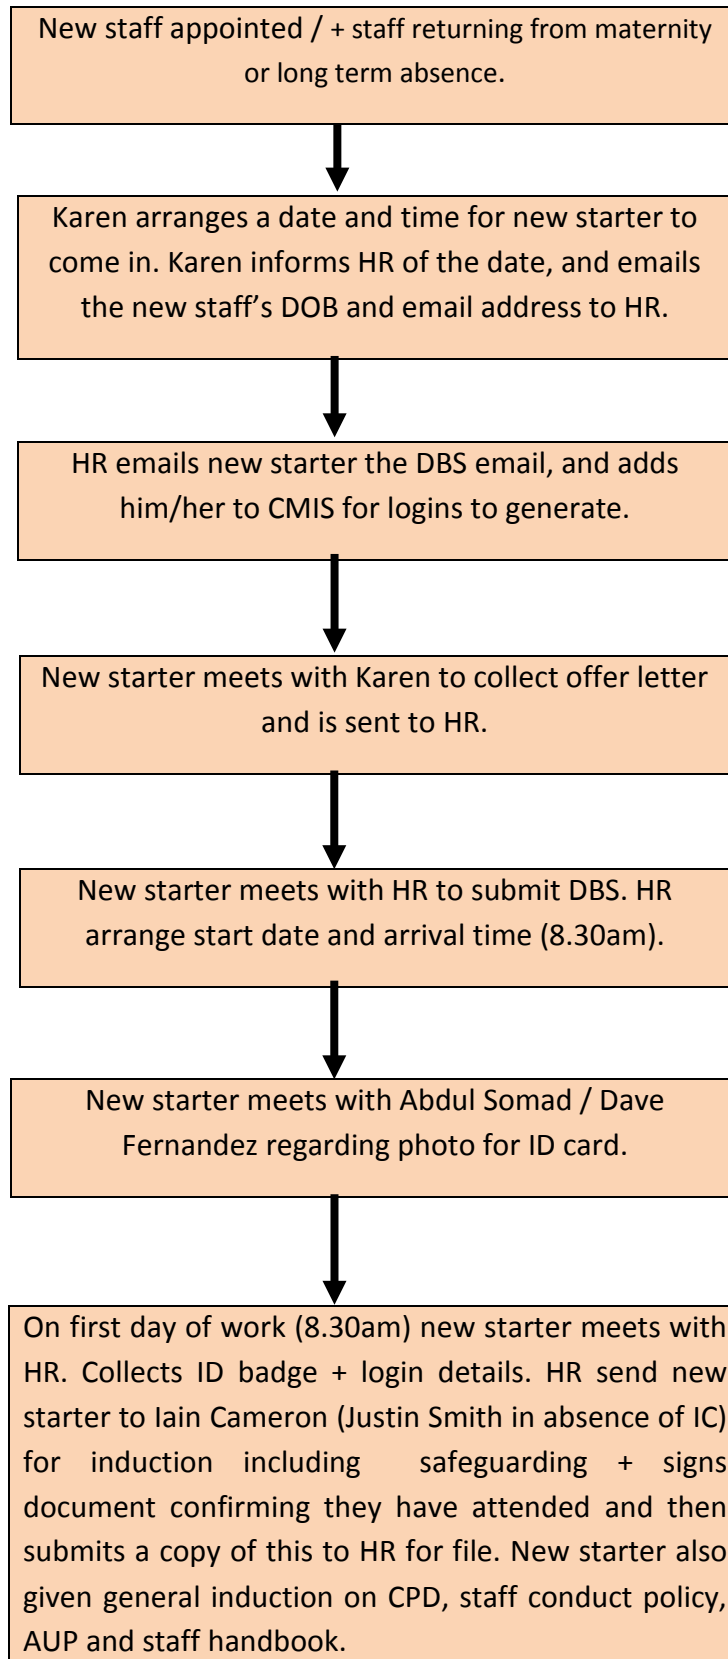 New staff appointed / + staff returning from maternity
or long term absence.
Karen arranges a date and time for new starter to
come in. Karen informs HR of the date, and emails
the new staff’s DOB and email address to HR.
HR emails new starter the DBS email, and adds
him/her to CMIS for logins to generate.
New starter meets with Karen to collect offer letter
and is sent to HR.
New starter meets with HR to submit DBS. HR
arrange start date and arrival time (8.30am).
New starter meets with Abdul Somad / Dave
Fernandez regarding photo for ID card.
On first day of work (8.30am) new starter meets with
HR. Collects ID badge + login details. HR send new
starter to Iain Cameron (Justin Smith in absence of IC)
for induction including safeguarding + signs
document confirming they have attended and then
submits a copy of this to HR for file. New starter also
given general induction on CPD, staff conduct policy,
AUP and staff handbook.